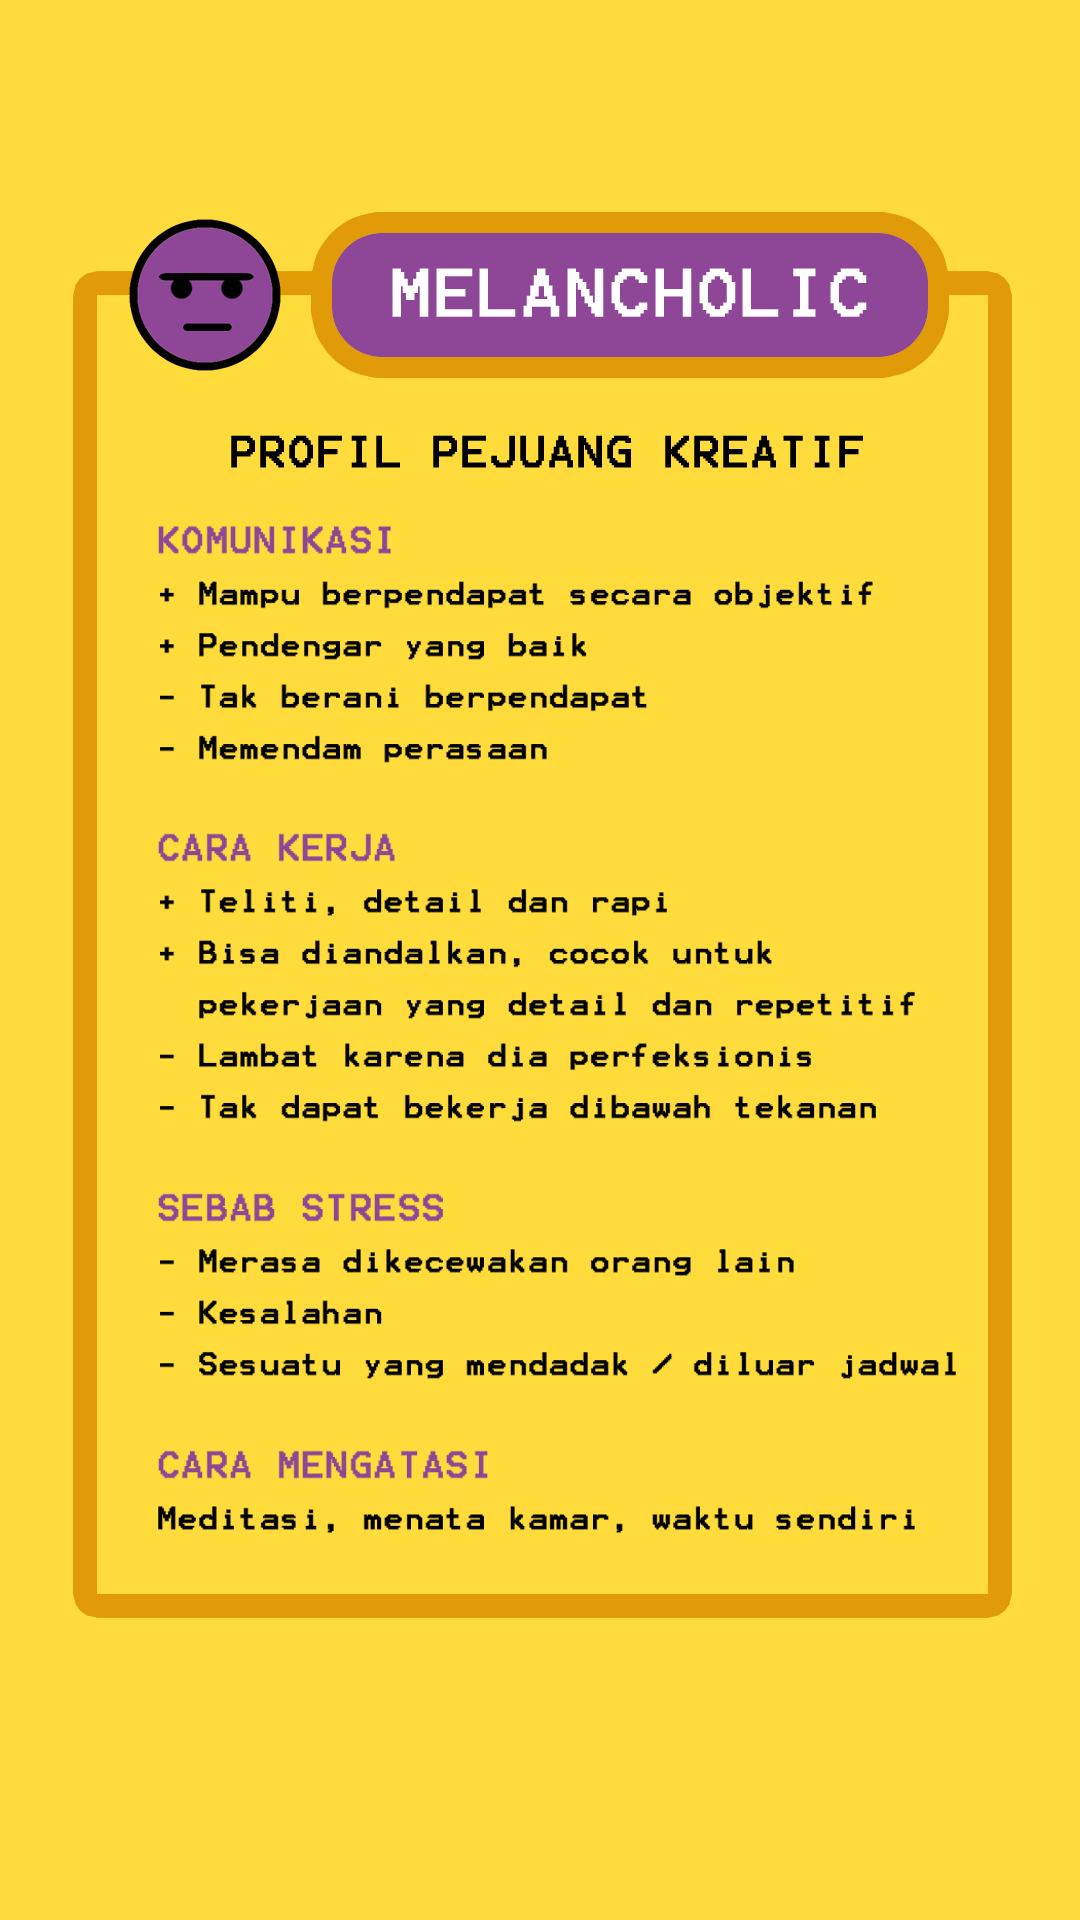 MELANCHOLIC
PROFIL PEJUANG KREATIF
KOMUNIKASI
+ Mampu berpendapat secara objektif
+ Pendengar yang baik
- Tak berani berpendapat
- Memendam perasaan
CARA KERJA
+ Teliti, detail dan rapi
+ Bisa diandalkan, cocok untuk
pekerjaan yang detail dan repetitif
- Lambat karena dia perfeksionis
- Tak dapat bekerja dibawah tekanan
SEBAB STRESS
- Merasa dikecewakan orang lain
- Kesalahan
- Sesuatu yang mendadak / diluar jadwal
CARA MENGATASI
Meditasi, menata kamar, waktu sendiri